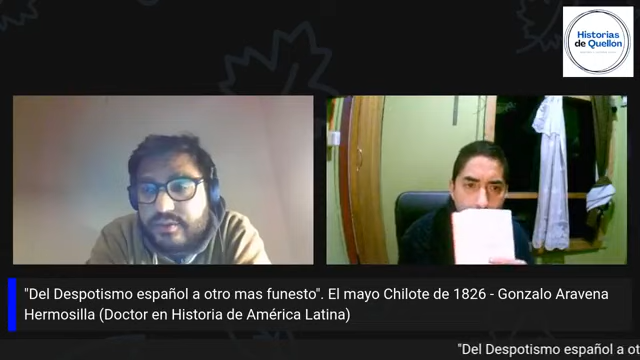 Historias
de Quellon
"Del Despotismo español a otro mas funesto". El mayo Chilote de 1826 - Gonzalo Aravena
Hermosilla (Doctor en Historia de América Latina)
"Del Despotismo español a ot